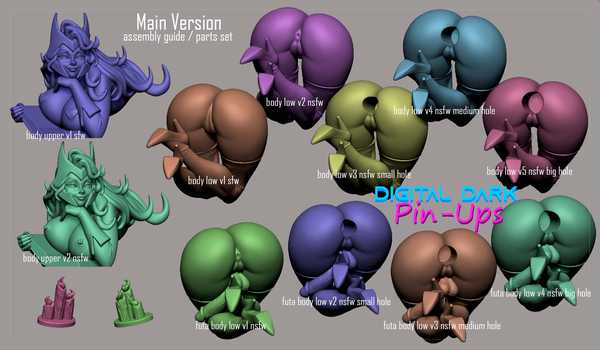 Main Version
assembly guide / parts set
body upper v1 sfw
body low v1 sfw
body low v2 nsfw
body low v3 nsfw small hole
body low v4 nsfw medium hole
body low v5 nsfw big hole
DIGITAL DARK
Pin-Ups
body upper v2 nsfw
futa body low v1 nsfw
futa body low v2 nsfw small hole
futa body low v3 nsfw medium hole
futa body low v4 nsfw big hole